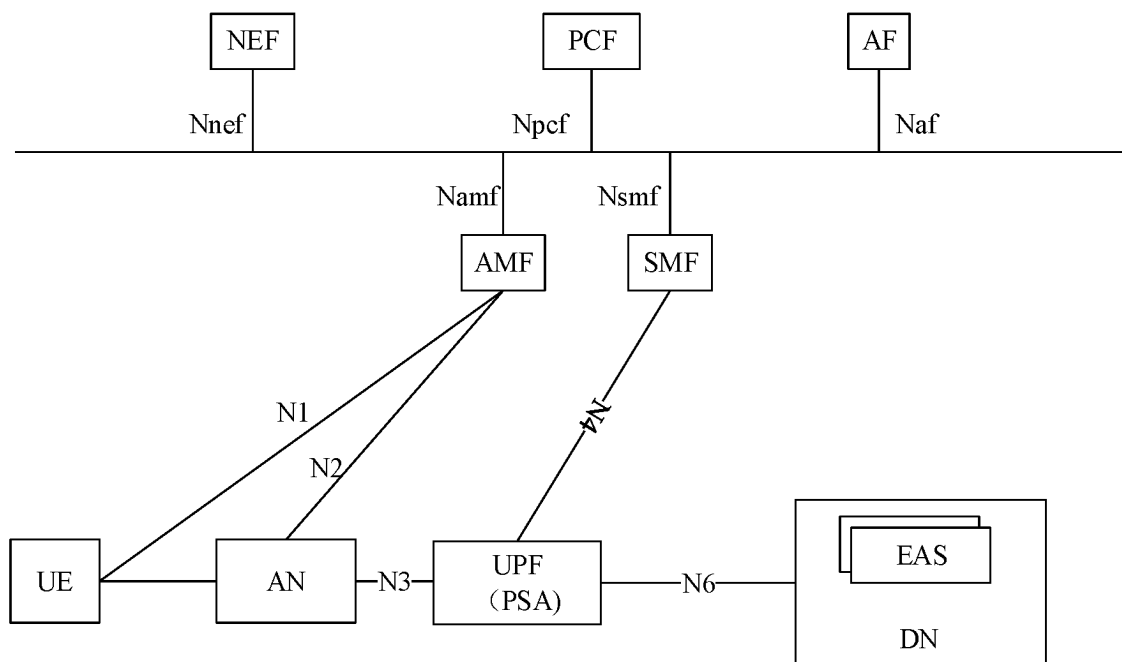 NEF
PCF
AF
Nnef
Npcf
Naf
Namf
Nsmf
AMF
SMF
N1
N4
N2
UE
AN
N3
UPF
（PSA)
N6
EAS
DN